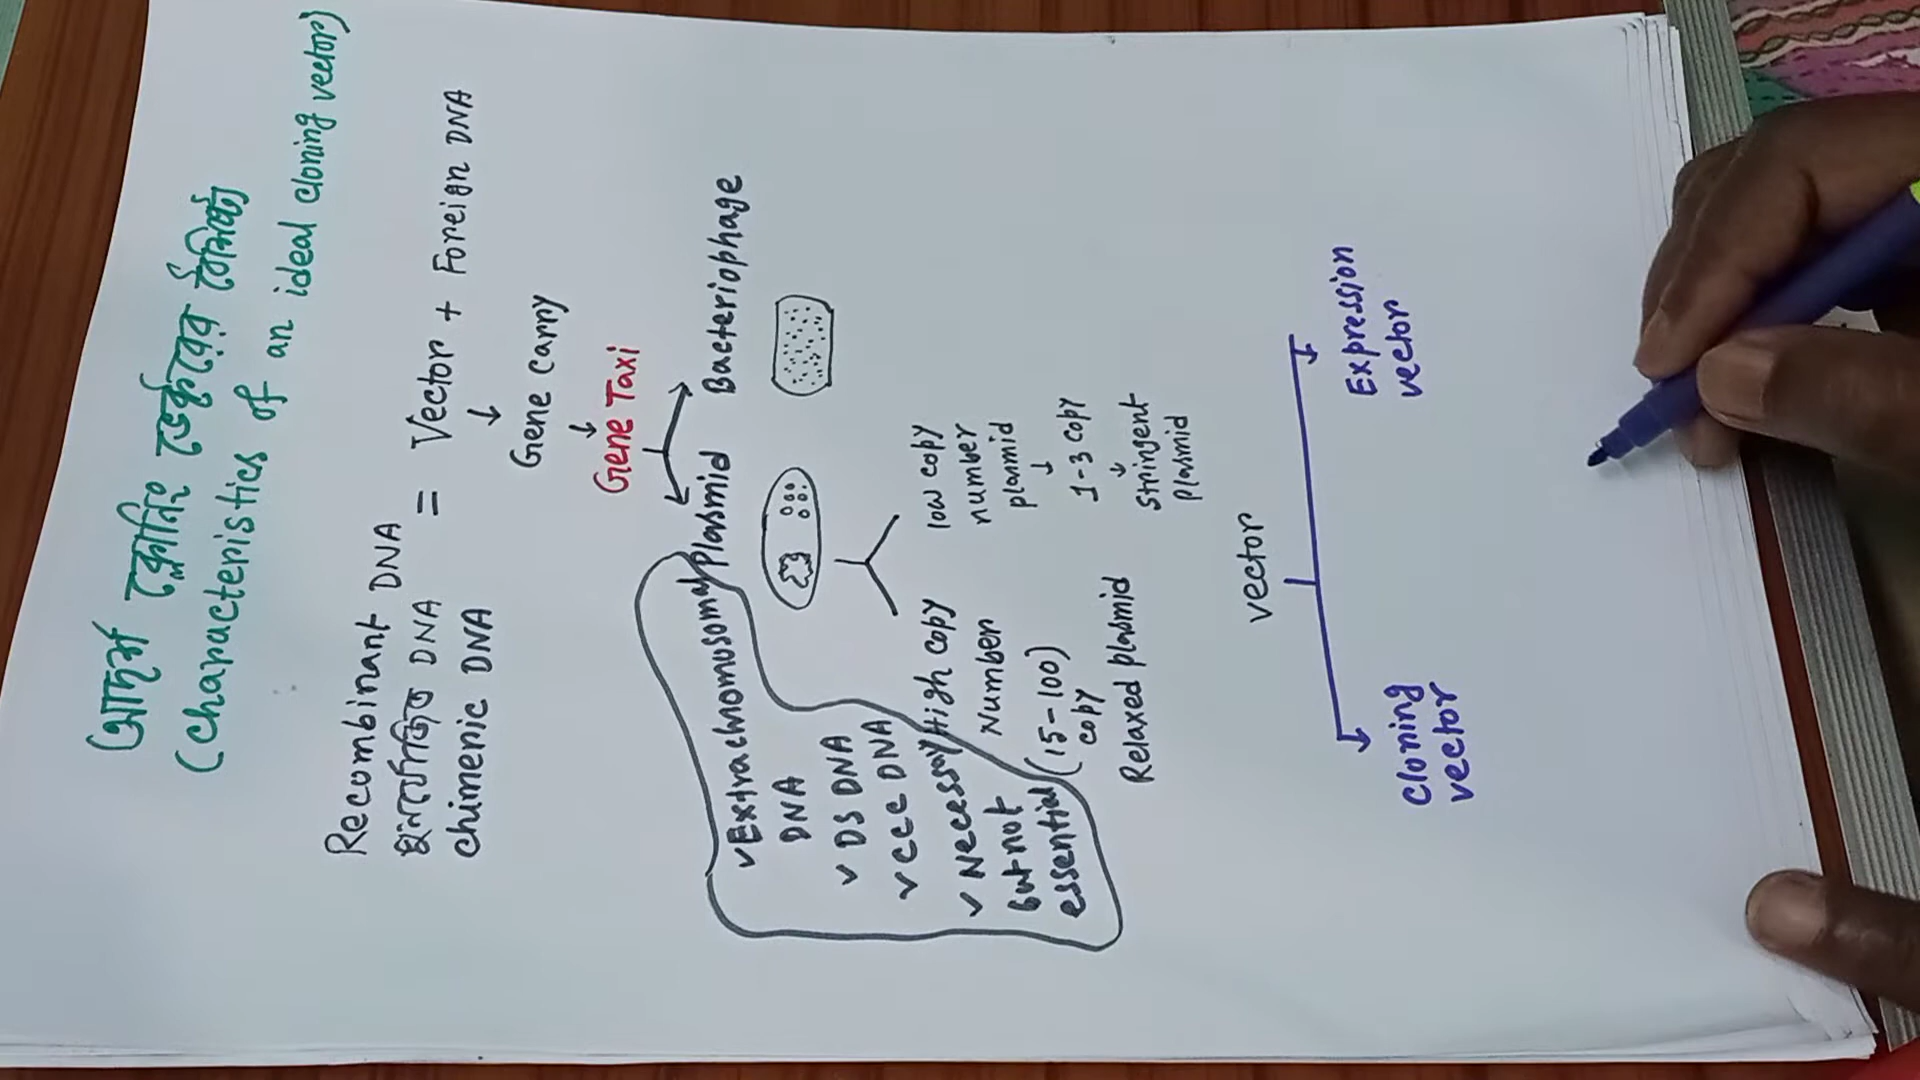 (আদর্শ ক্লোনিং ভেক্টরের বৈশিষ্ট্য
(characteristics of an ideal cloning vector)
Recombinant DNA = Vector + Foreign DNA
DNA
chimeric DNA
↓
Gene carry
↓
Gene Taxi
Plasmid
Bacteriophage
✓ Extrachromosomal
DNA
✓ DS DNA
✓ CCC DNA
✓ Necessary
but not
essential
High copy
Number
(15-100)
copy
Relaxed plasmid
low copy
number
planmid
↓
1-3 copy
↓
stringent
plasmid
vector
cloning
vector
Expression
vector